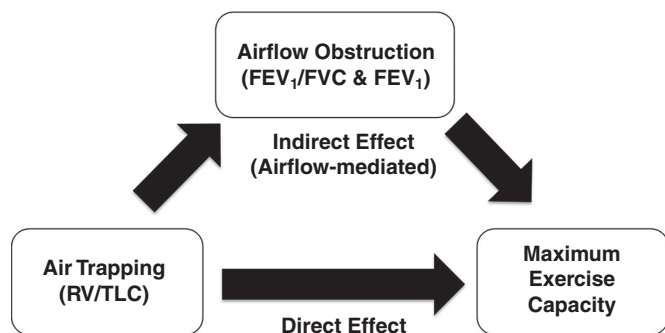 Airflow Obstruction
(FEV₁/FVC & FEV₁)
Indirect Effect
(Airflow-mediated)
Air Trapping
(RV/TLC)
Maximum
Exercise
Capacity
Direct Effect